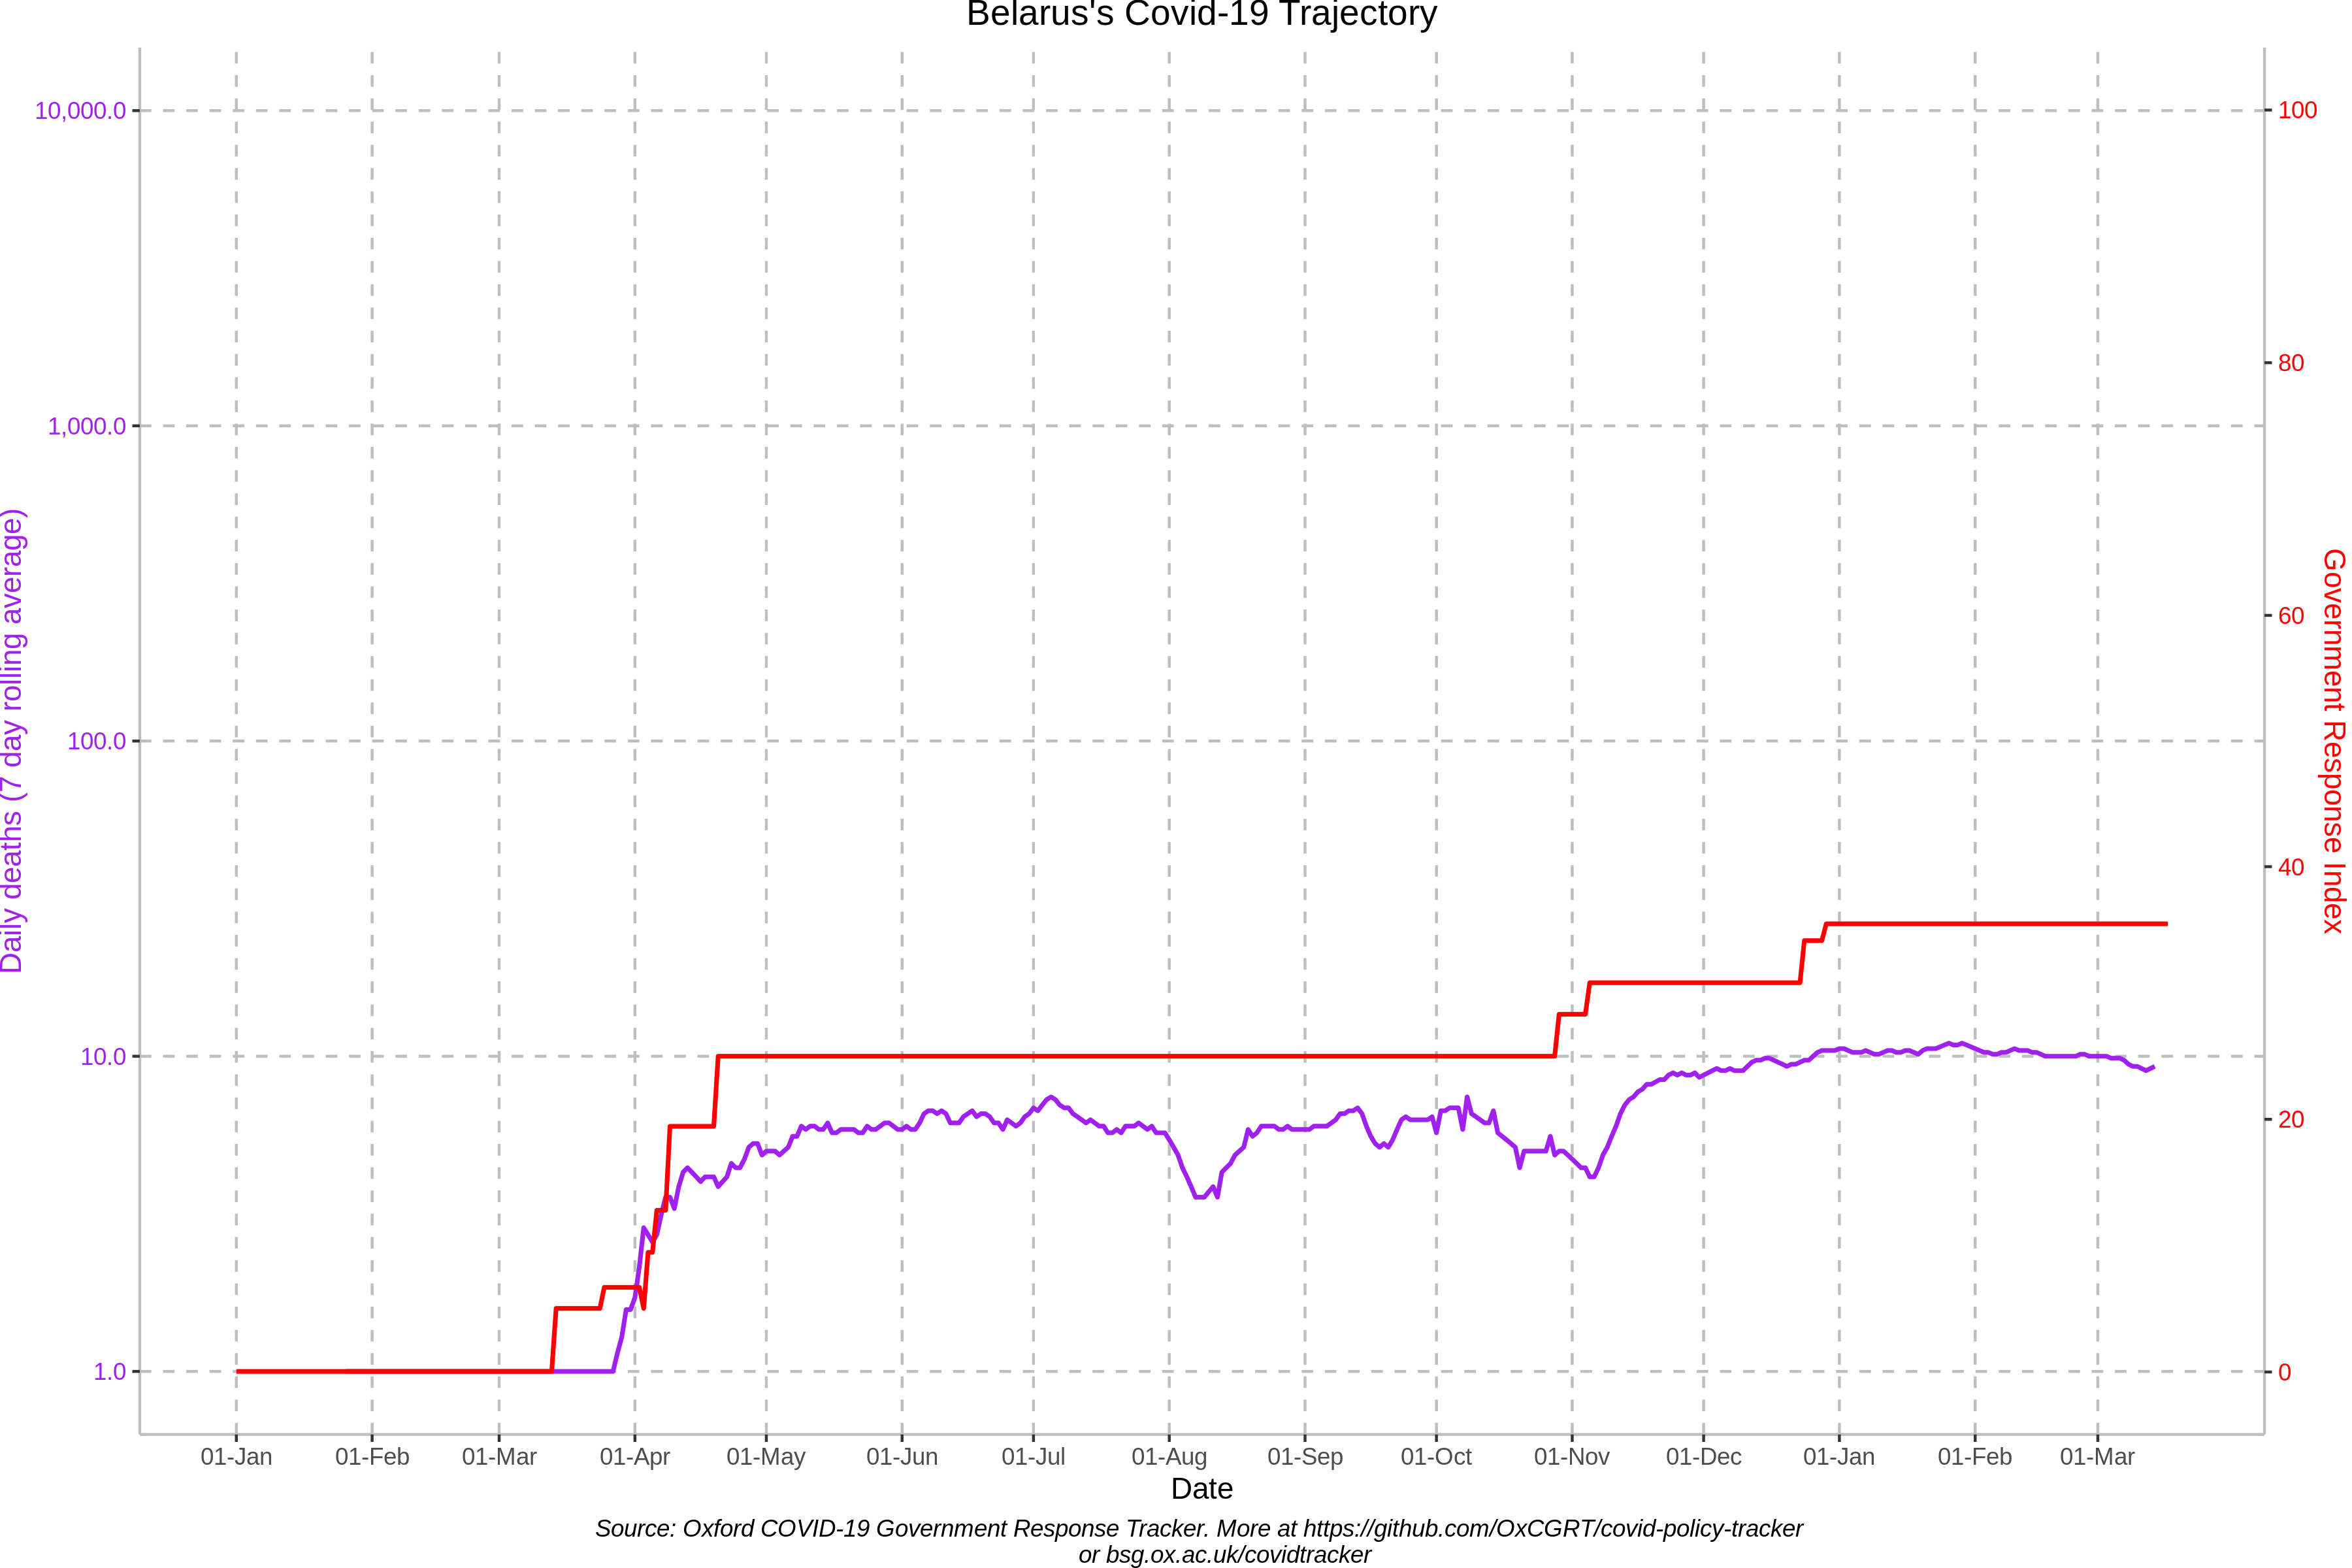 Belarus's Covid-19 Trajectory
10,000.0
1,000.0
100.0
10.0
1.0
Daily deaths (7 day rolling average)
100
80
60
40
20
0
Government Response Index
01-Jan 01-Feb 01-Mar 01-Apr 01-May 01-Jun 01-Jul 01-Aug 01-Sep 01-Oct 01-Nov 01-Dec 01-Jan 01-Feb 01-Mar
Date
Source: Oxford COVID-19 Government Response Tracker. More at https://github.com/OxCGRT/covid-policy-tracker
or bsg.ox.ac.uk/covidtracker